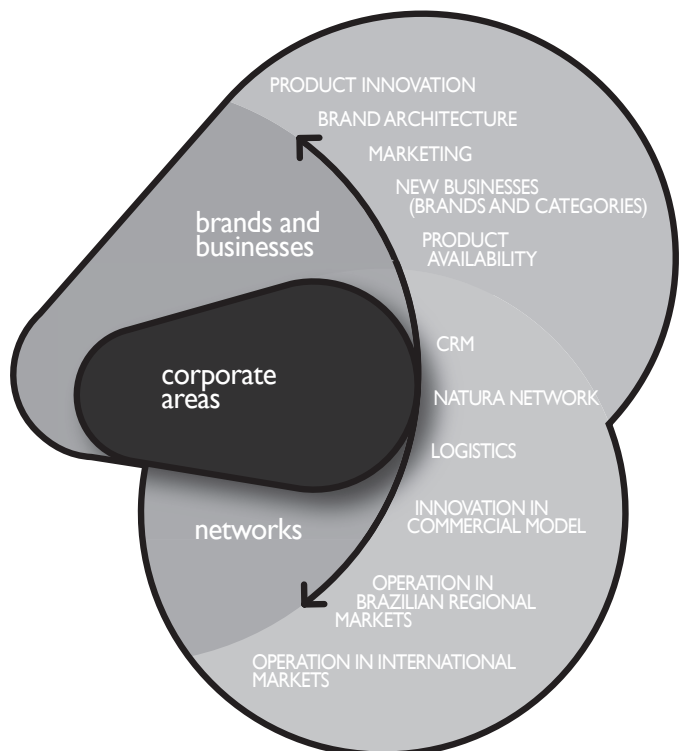 PRODUCT INNOVATION
BRAND ARCHITECTURE
MARKETING
NEW BUSINESSES
(BRANDS AND CATEGORIES)
PRODUCT
AVAILABILITY
brands and
businesses
CRM
corporate
areas
NATURA NETWORK
LOGISTICS
INNOVATION IN
COMMERCIAL MODEL
networks
OPERATION IN
BRAZILIAN REGIONAL
MARKETS
OPERATION IN INTERNATIONAL
MARKETS